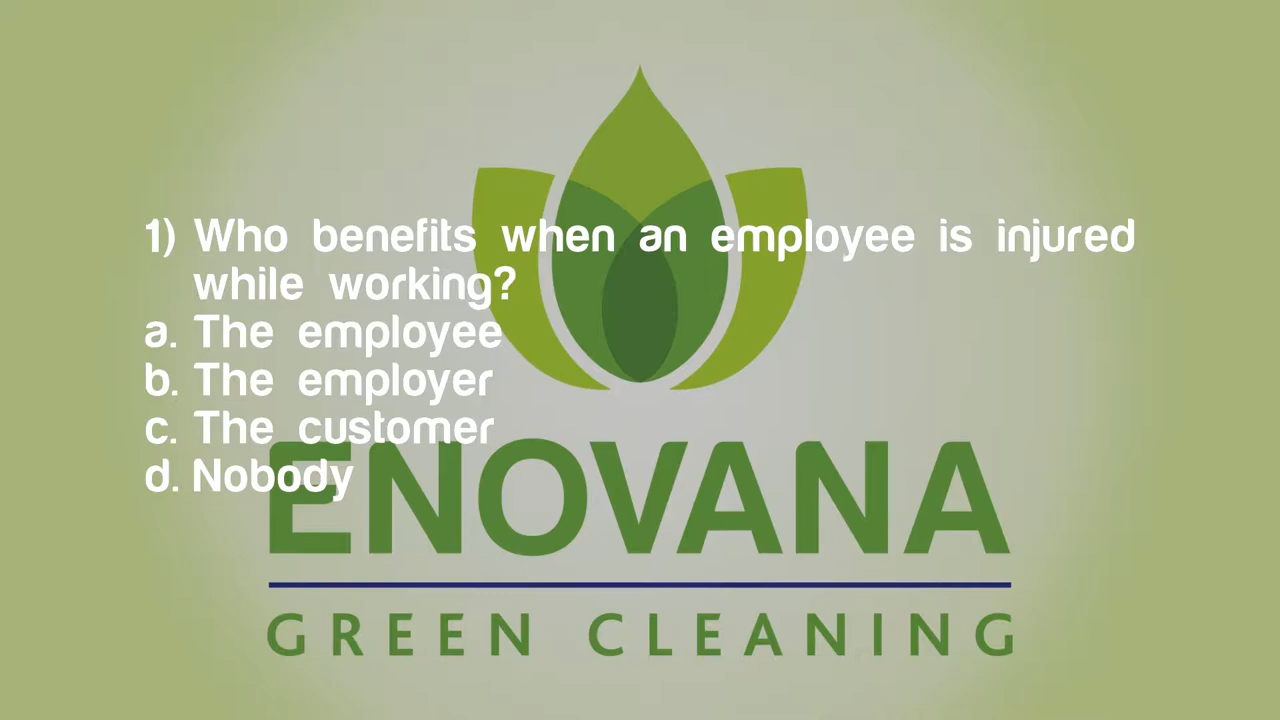 1) Who benefits when an employee is injured
while working?
a. The employee
b. The employer
c. The customer
d. Nobody
ENOVANA
GREEN CLEANING